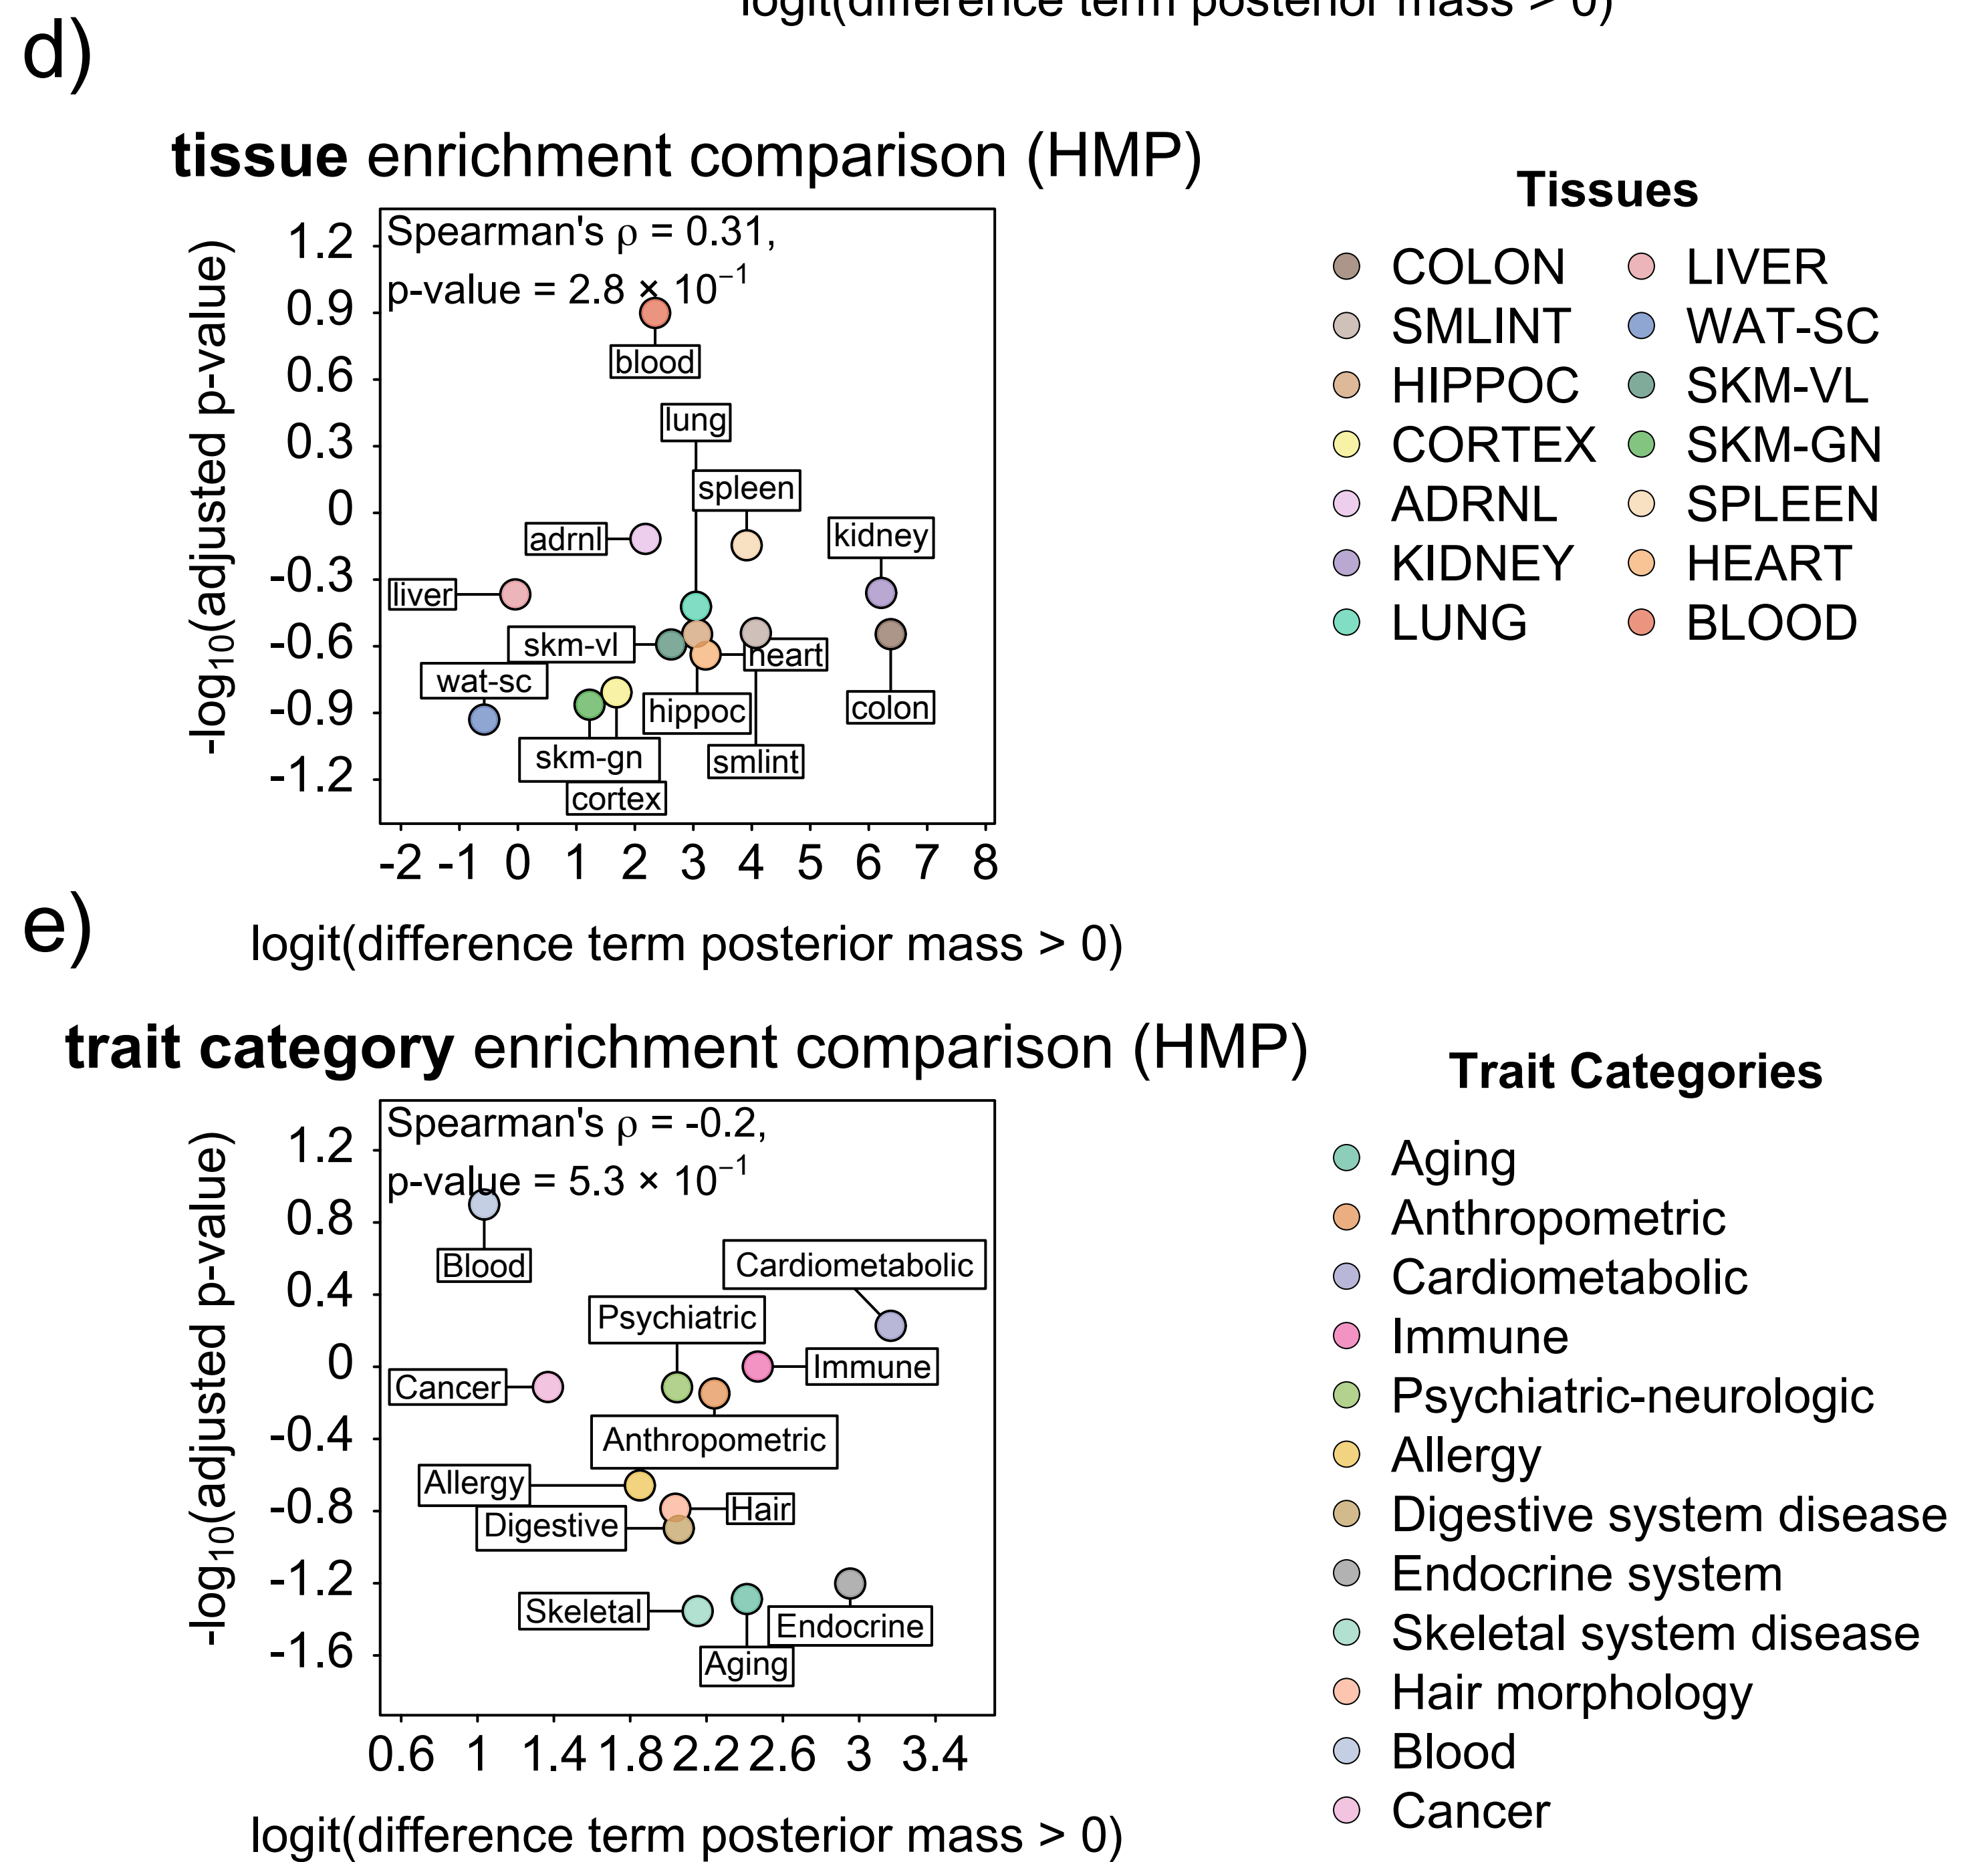 logit(difference term posterior mass > 0)
d)
tissue enrichment comparison (HMP)
Spearman's ρ = 0.31,
p-value = 2.8 × 10⁻¹
-log₁₀(adjusted p-value)
1.2
0.9
0.6
0.3
0
-0.3
-0.6
-0.9
-1.2
blood
lung
spleen
kidney
adrnl
liver
skm-vl
heart
wat-sc
hippoc
colon
skm-gn
smlint
cortex
-2 -1 0 1 2 3 4 5 6 7 8
logit(difference term posterior mass > 0)
Tissues
COLON LIVER
SMLINT WAT-SC
HIPPOC SKM-VL
CORTEX SKM-GN
ADRNL SPLEEN
KIDNEY HEART
LUNG BLOOD
e)
trait category enrichment comparison (HMP)
Spearman's ρ = -0.2,
p-value = 5.3 × 10⁻¹
-log₁₀(adjusted p-value)
1.2
0.8
0.4
0
-0.4
-0.8
-1.2
-1.6
Blood
Cardiometabolic
Psychiatric
Immune
Cancer
Anthropometric
Allergy
Hair
Digestive
Skeletal
Endocrine
Aging
0.6 1 1.4 1.8 2.2 2.6 3 3.4
logit(difference term posterior mass > 0)
Trait Categories
Aging
Anthropometric
Cardiometabolic
Immune
Psychiatric-neurologic
Allergy
Digestive system disease
Endocrine system
Skeletal system disease
Hair morphology
Blood
Cancer